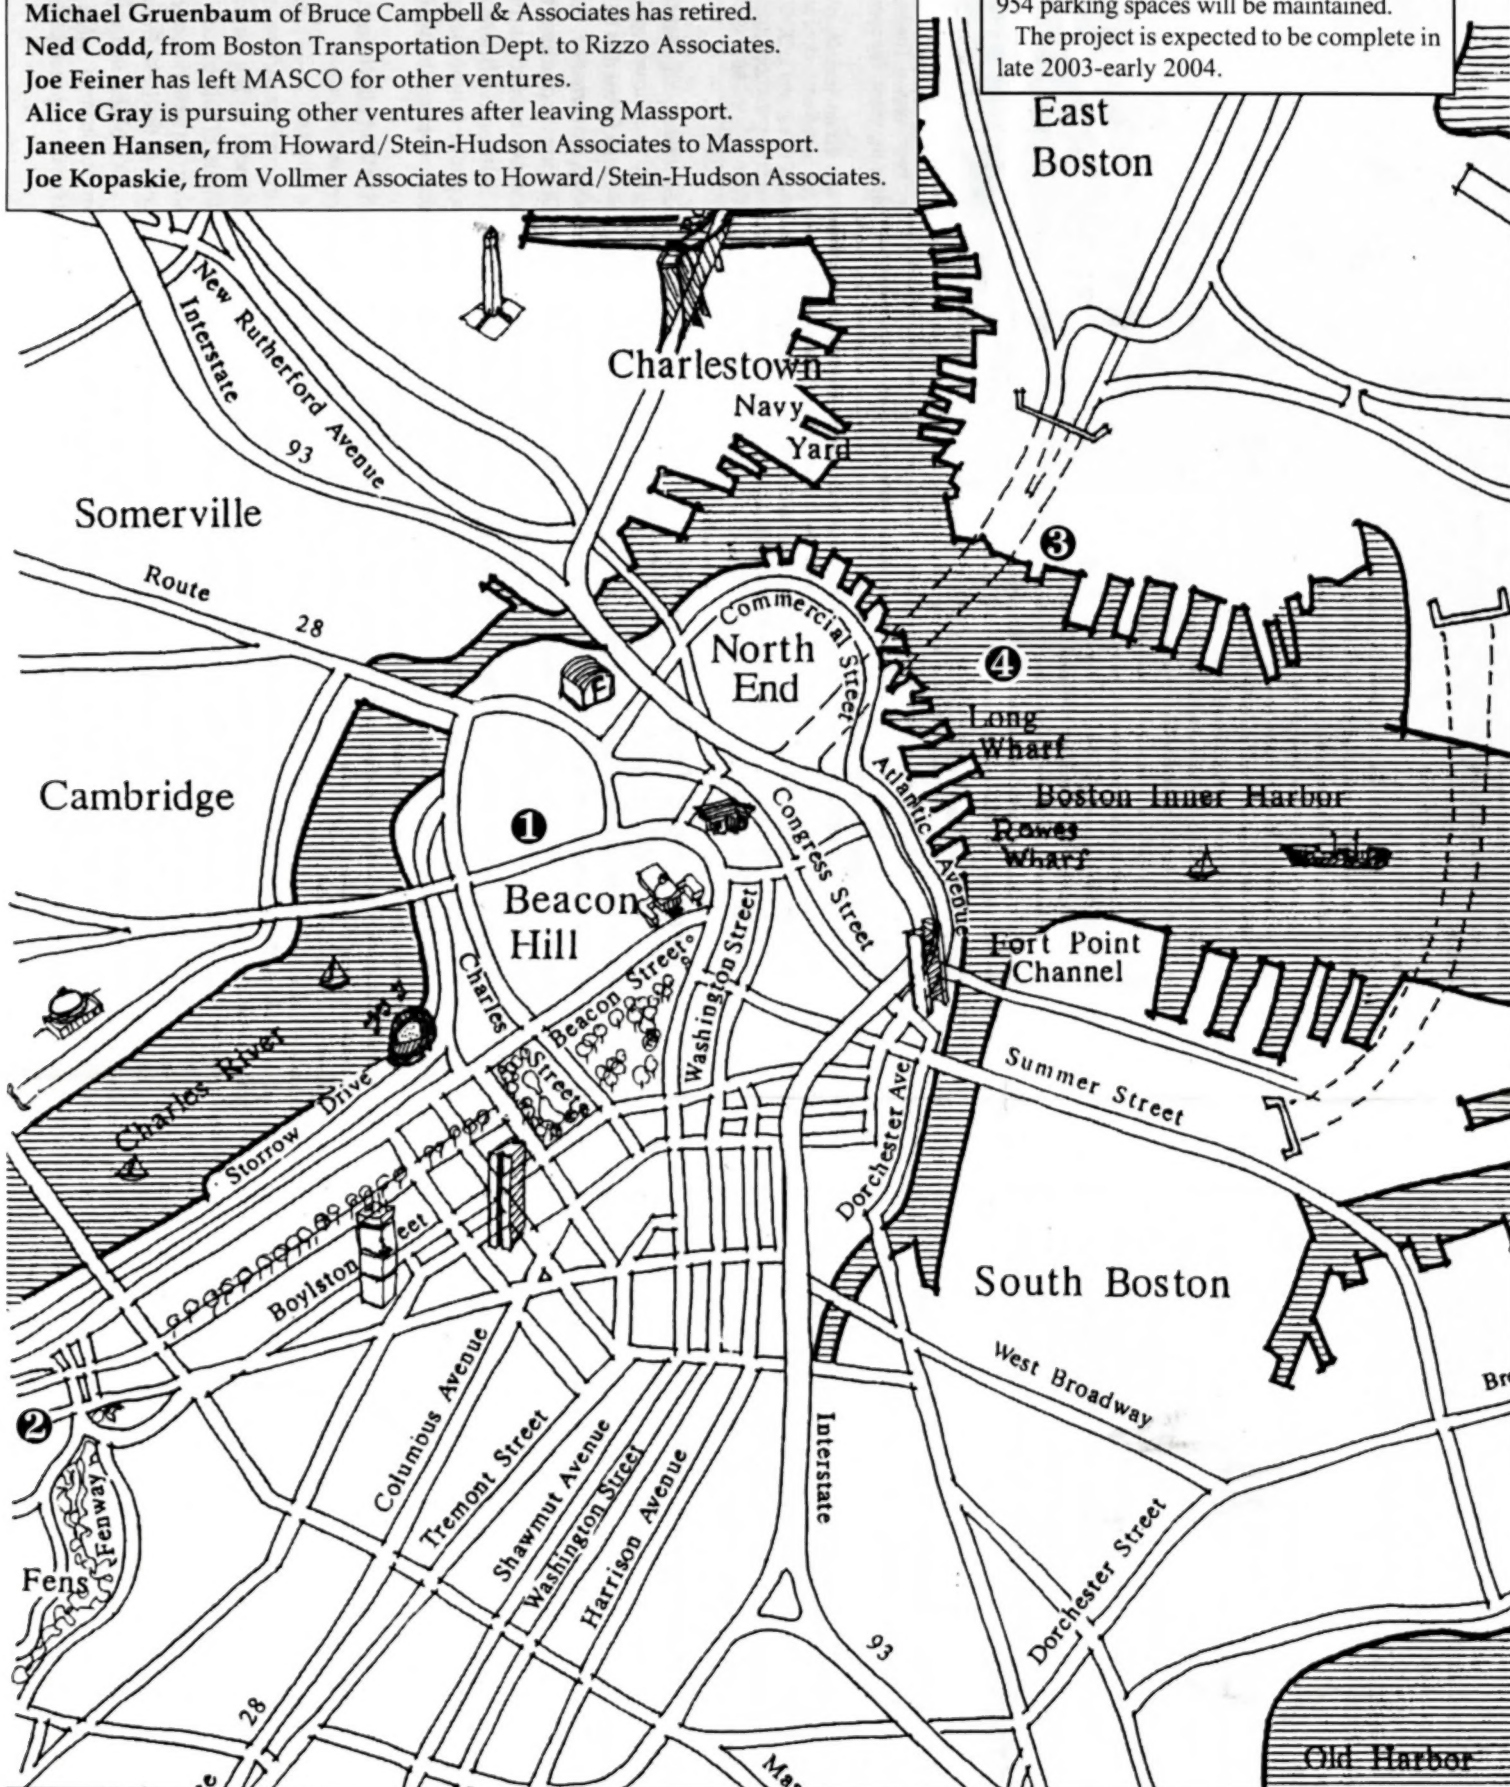 Michael Gruenbaum of Bruce Campbell & Associates has retired.
Ned Codd, from Boston Transportation Dept. to Rizzo Associates.
Joe Feiner has left MASCO for other ventures.
Alice Gray is pursuing other ventures after leaving Massport.
Janeen Hansen, from Howard/Stein-Hudson Associates to Massport.
Joe Kopaskie, from Vollmer Associates to Howard/Stein-Hudson Associates.
954 parking spaces will be maintained.
The project is expected to be complete in
late 2003-early 2004.
East
Boston
New Rutherford Avenue
Interstate
93
Charlestown
Navy
Yard
Somerville
Route
28
3
Commercial Street
North
End
4
Long
Wharf
Cambridge
Atlantic Avenue
Boston Inner Harbor
Rowes
Wharf
1
Congress Street
Beacon
Hill
Washington Street
Fort Point
Channel
Charles Street
Beacon Street
Charles River
Storrow Drive
Summer Street
Dorchester Ave
Boylston
eet
South Boston
West Broadway
Bro
2
Columbus Avenue
Tremont Street
Shawmut Avenue
Washington Street
Harrison Avenue
Interstate
93
Fenway
Fens
Dorchester Street
28
Old Harbor
Mas